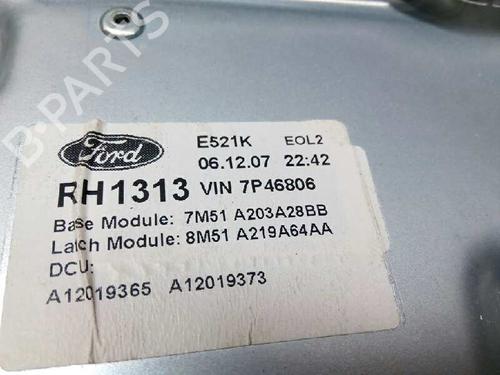 B-PARTS
Ford
E521K EOL2
06.12.07 22:42
RH1313 VIN 7P46806
Base Module: 7M51 A203A28BB
Latch Module: 8M51 A219A64AA
DCU:
A12019365 A12019373